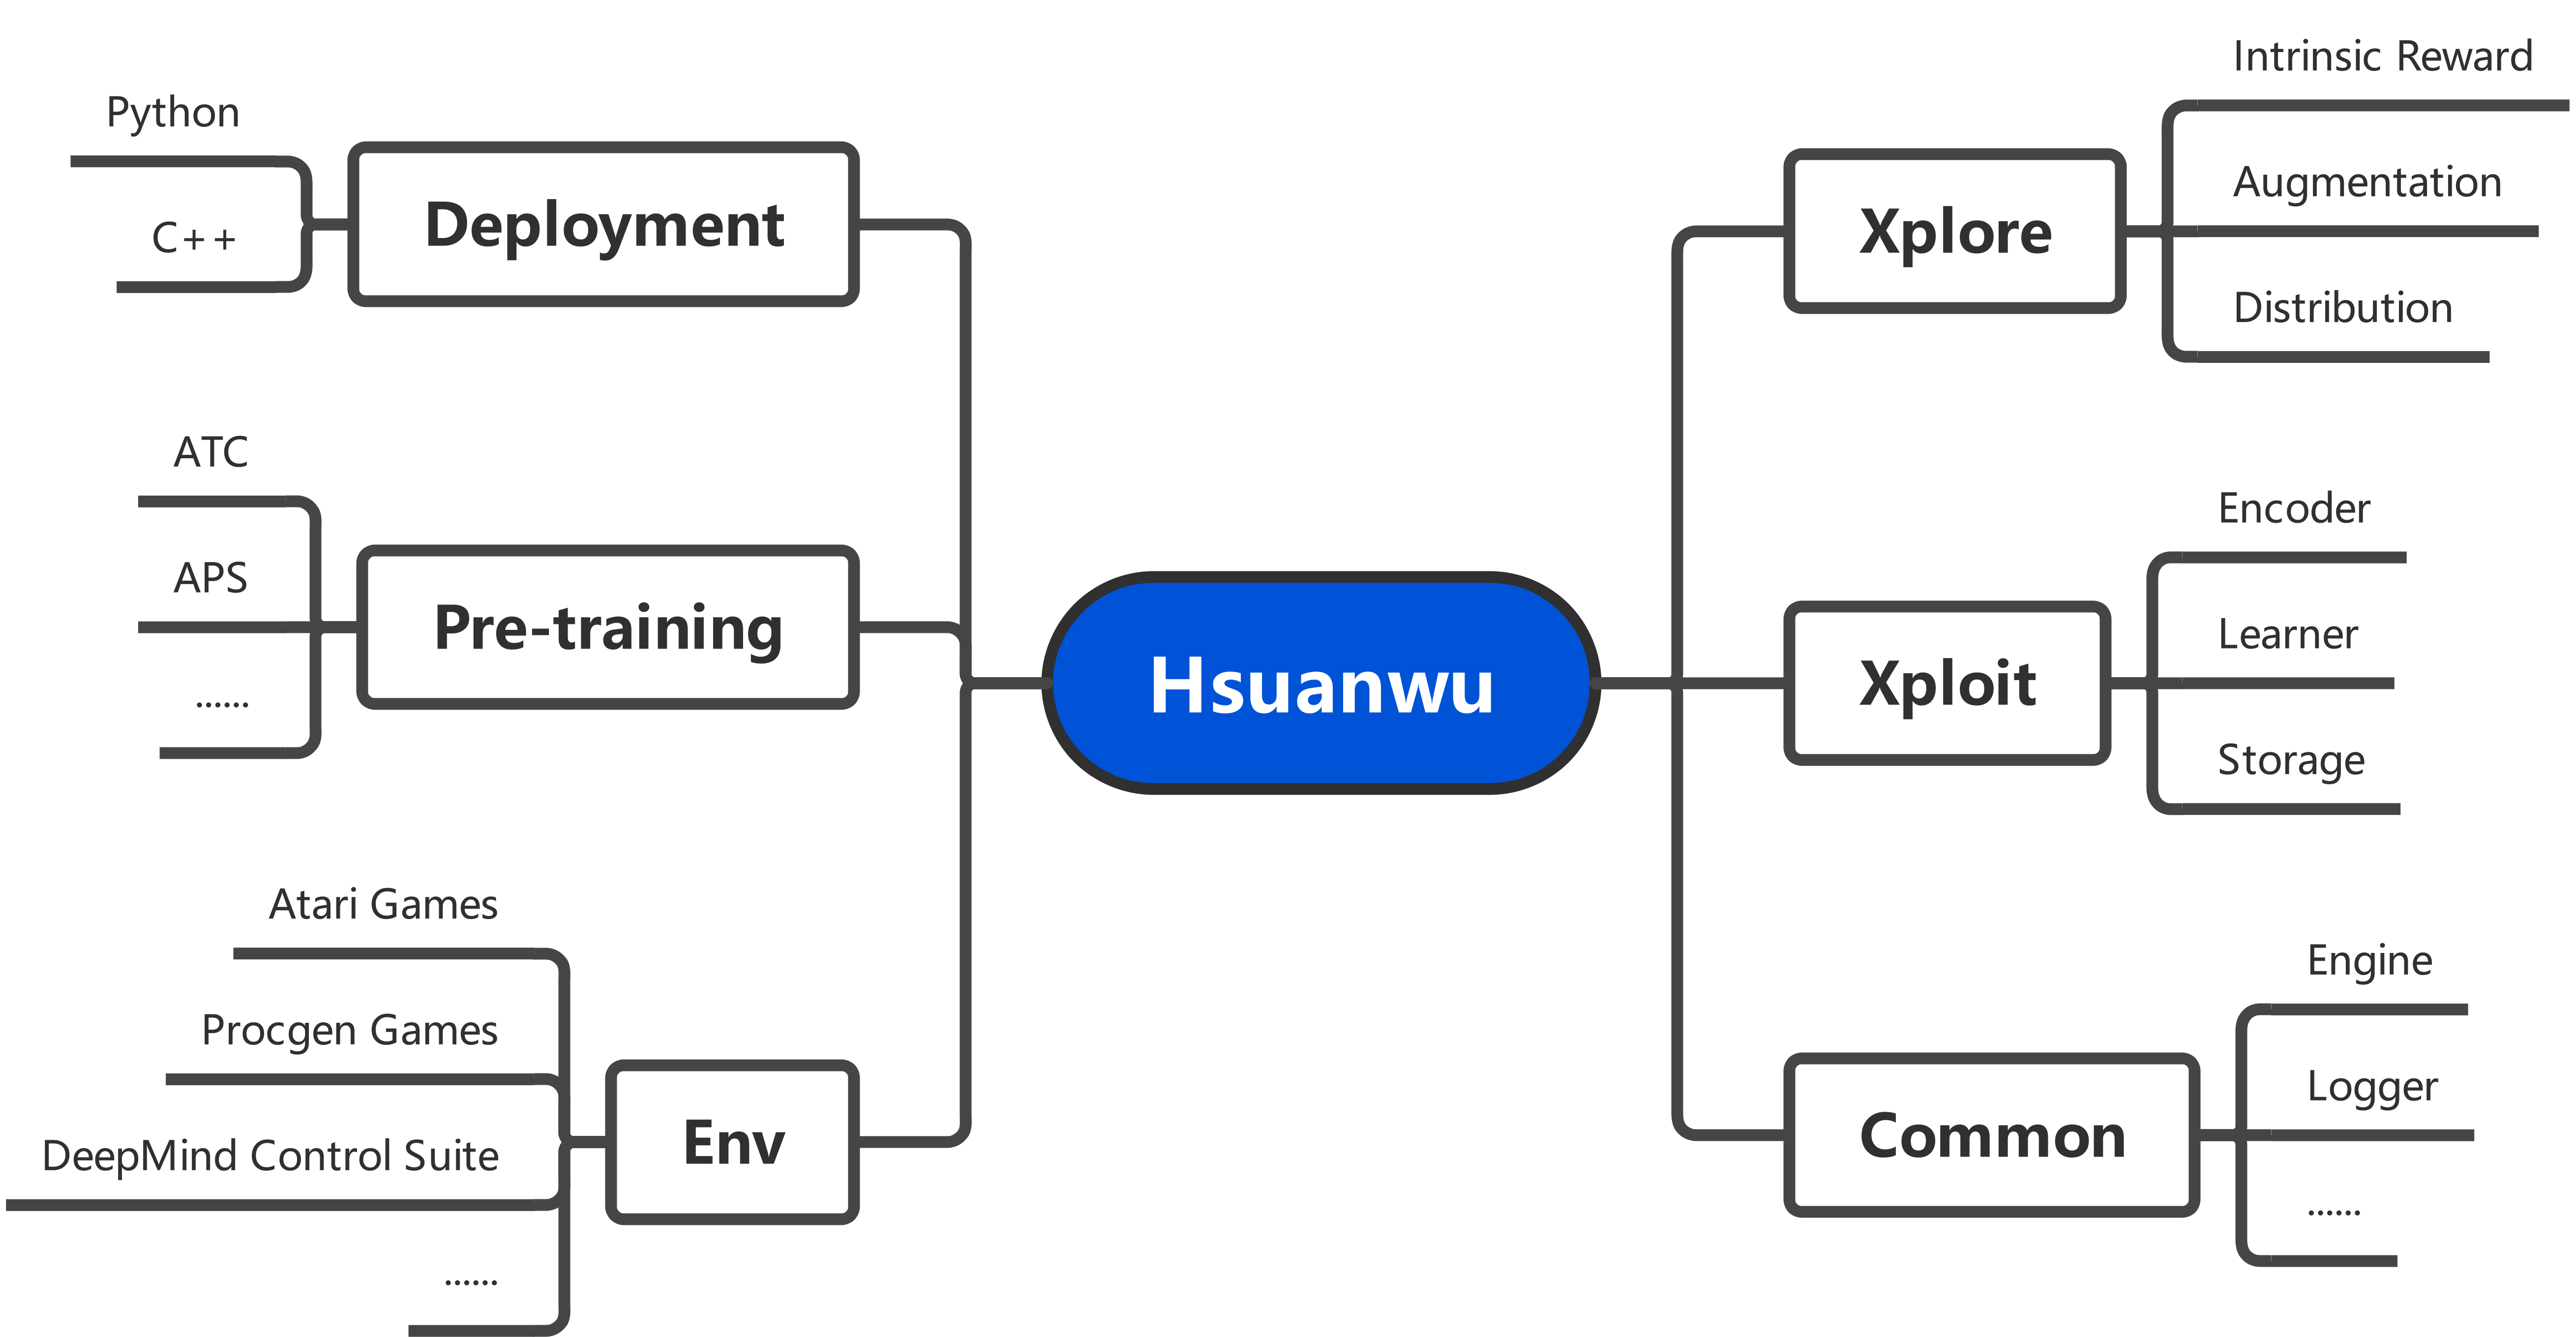 Python
C++
Deployment
ATC
APS
......
Pre-training
Atari Games
Procgen Games
DeepMind Control Suite
......
Env
Hsuanwu
Xplore
Intrinsic Reward
Augmentation
Distribution
Xploit
Encoder
Learner
Storage
Common
Engine
Logger
......